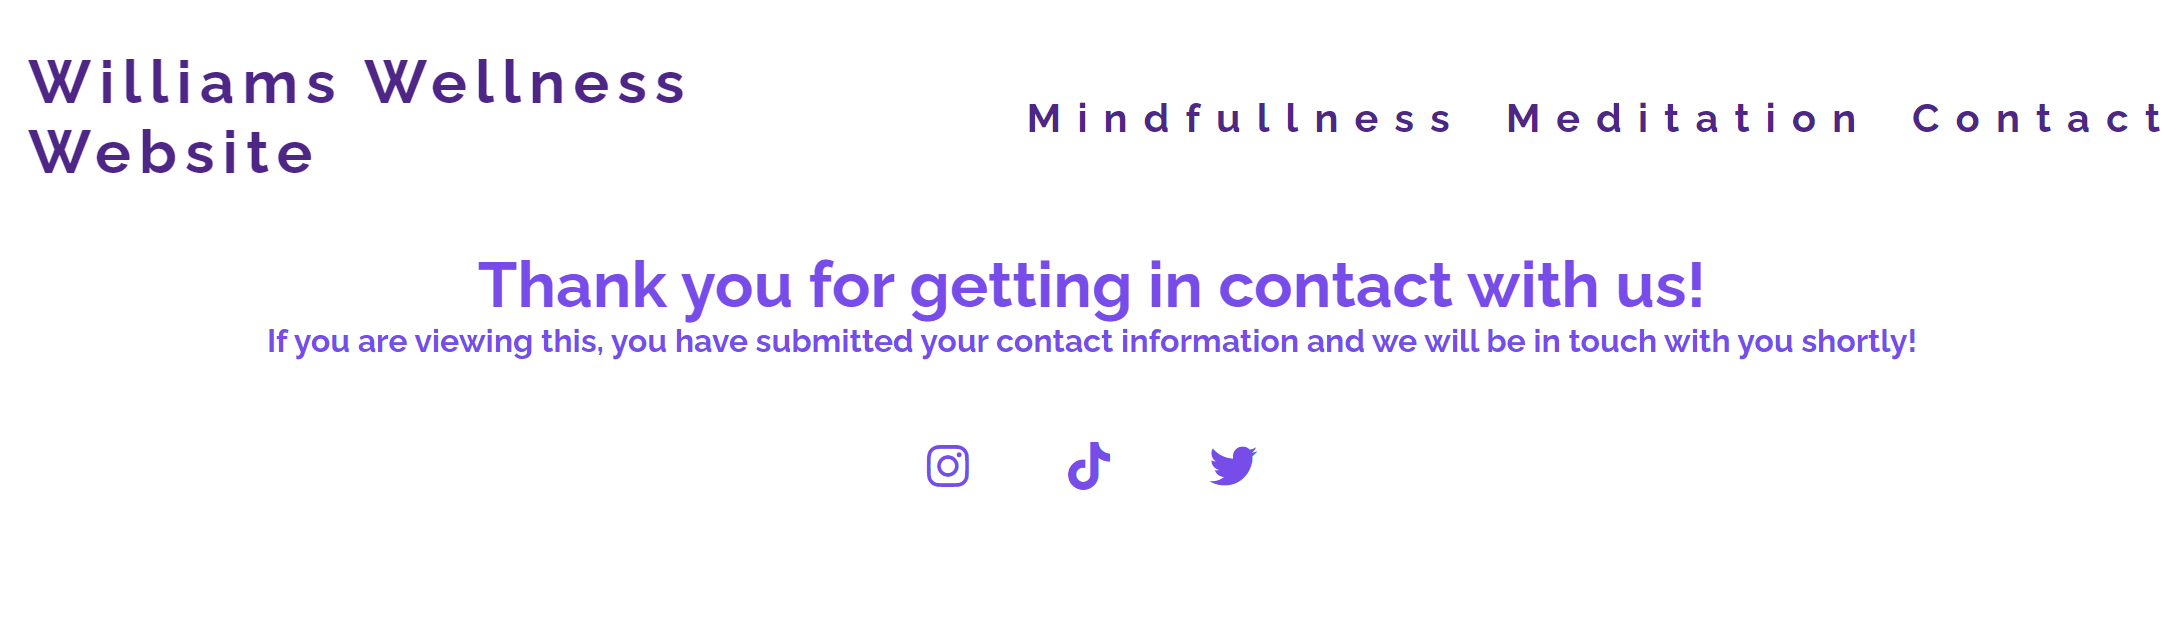 Williams Wellness
Website
Mindfullness Meditation Contact
Thank you for getting in contact with us!
If you are viewing this, you have submitted your contact information and we will be in touch with you shortly!